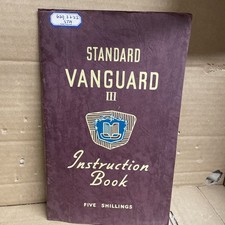 STANDARD
VANGUARD
III
Instruction
Book
FIVE SHILLINGS